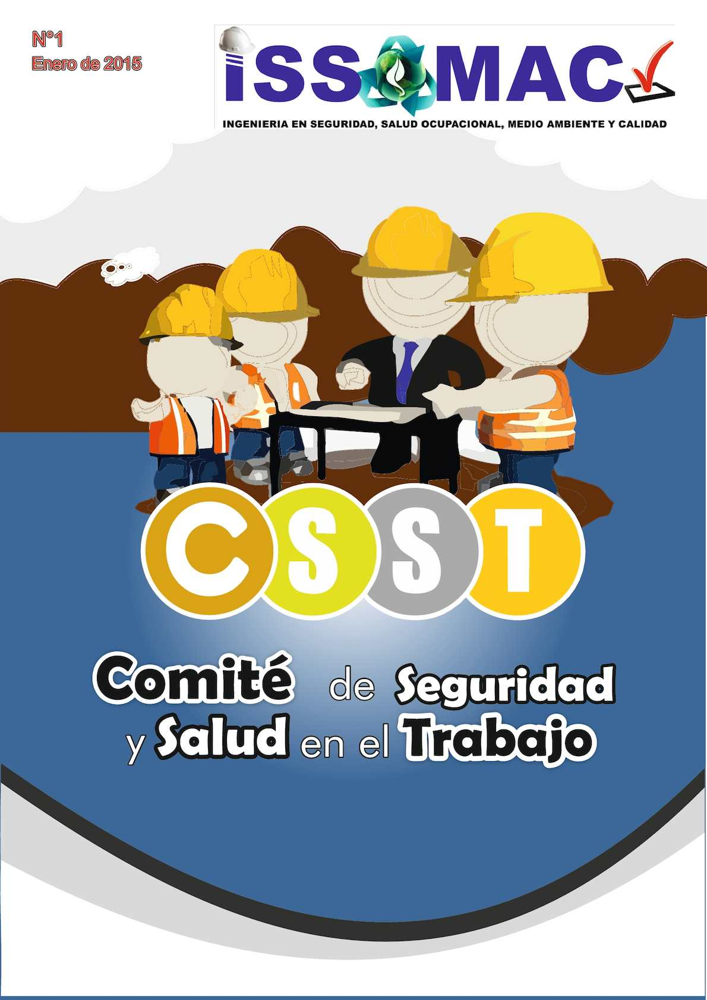 N°1
Enero de 2015
ISSOMAC
INGENIERIA EN SEGURIDAD, SALUD OCUPACIONAL, MEDIO AMBIENTE Y CALIDAD
CSST
Comité de Seguridad
y Salud en el Trabajo